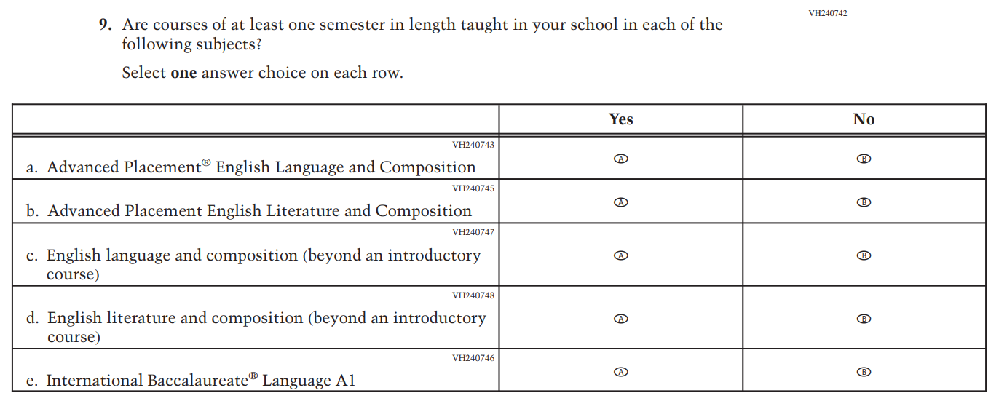 VH240742
9. Are courses of at least one semester in length taught in your school in each of the
following subjects?
Select one answer choice on each row.
Yes No
VH240743
a. Advanced Placement® English Language and Composition A B
VH240745
b. Advanced Placement English Literature and Composition A B
VH240747
c. English language and composition (beyond an introductory A B
course)
VH240748
d. English literature and composition (beyond an introductory A B
course)
VH240746
e. International Baccalaureate® Language A1 A B